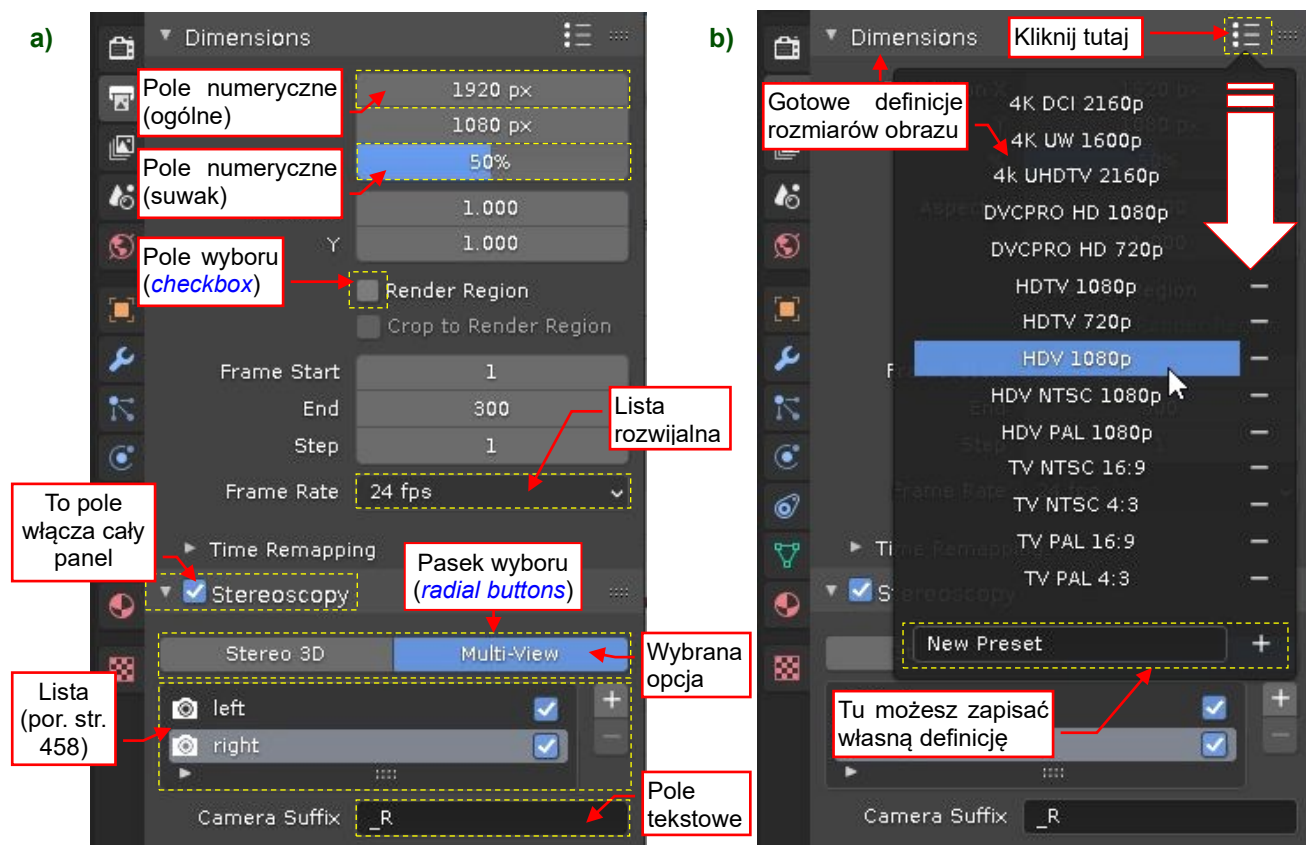 a)
Dimensions
Pole numeryczne
(ogólne)
1920 px
1080 px
Pole numeryczne
(suwak)
50%
1.000
Y
1.000
Pole wyboru
(checkbox)
Render Region
Crop to Render Region
Frame Start
1
End
300
Step
1
Lista
rozwijalna
Frame Rate
24 fps
To pole
włącza cały
panel
Time Remapping
Pasek wyboru
(radial buttons)
Stereoscopy
Stereo 3D
Multi-View
Wybrana
opcja
Lista
(por. str.
458)
left
right
Pole
tekstowe
Camera Suffix
_R
b)
Dimensions
Kliknij tutaj
Gotowe definicje
rozmiarów obrazu
4K DCI 2160p
4K UW 1600p
4k UHDTV 2160p
DVCPRO HD 1080p
DVCPRO HD 720p
HDTV 1080p
HDTV 720p
HDV 1080p
HDV NTSC 1080p
HDV PAL 1080p
TV NTSC 16:9
TV NTSC 4:3
TV PAL 16:9
TV PAL 4:3
New Preset
Tu możesz zapisać
własną definicję
Camera Suffix
_R